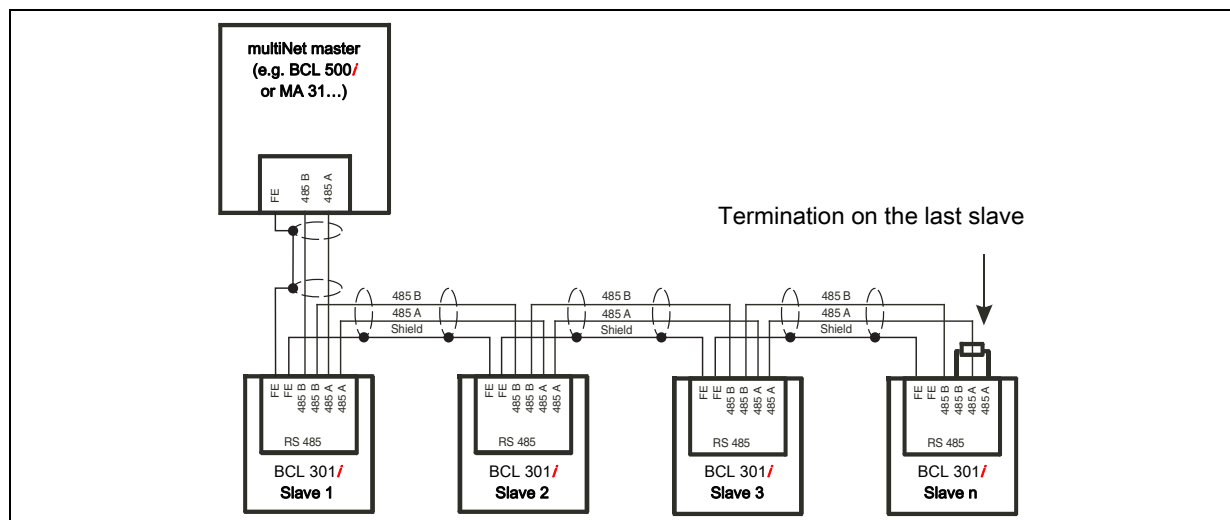 multiNet master
(e.g. BCL 500i
or MA 31…)
FE
485 B
485 A
Termination on the last slave
485 B
485 A
Shield
485 B
485 A
Shield
485 B
485 A
Shield
FE
FE
485 B
485 B
485 A
485 A
RS 485
BCL 301i
Slave 1
FE
FE
485 B
485 B
485 A
485 A
RS 485
BCL 301i
Slave 2
FE
FE
485 B
485 B
485 A
485 A
RS 485
BCL 301i
Slave 3
FE
FE
485 B
485 B
485 A
485 A
RS 485
BCL 301i
Slave n